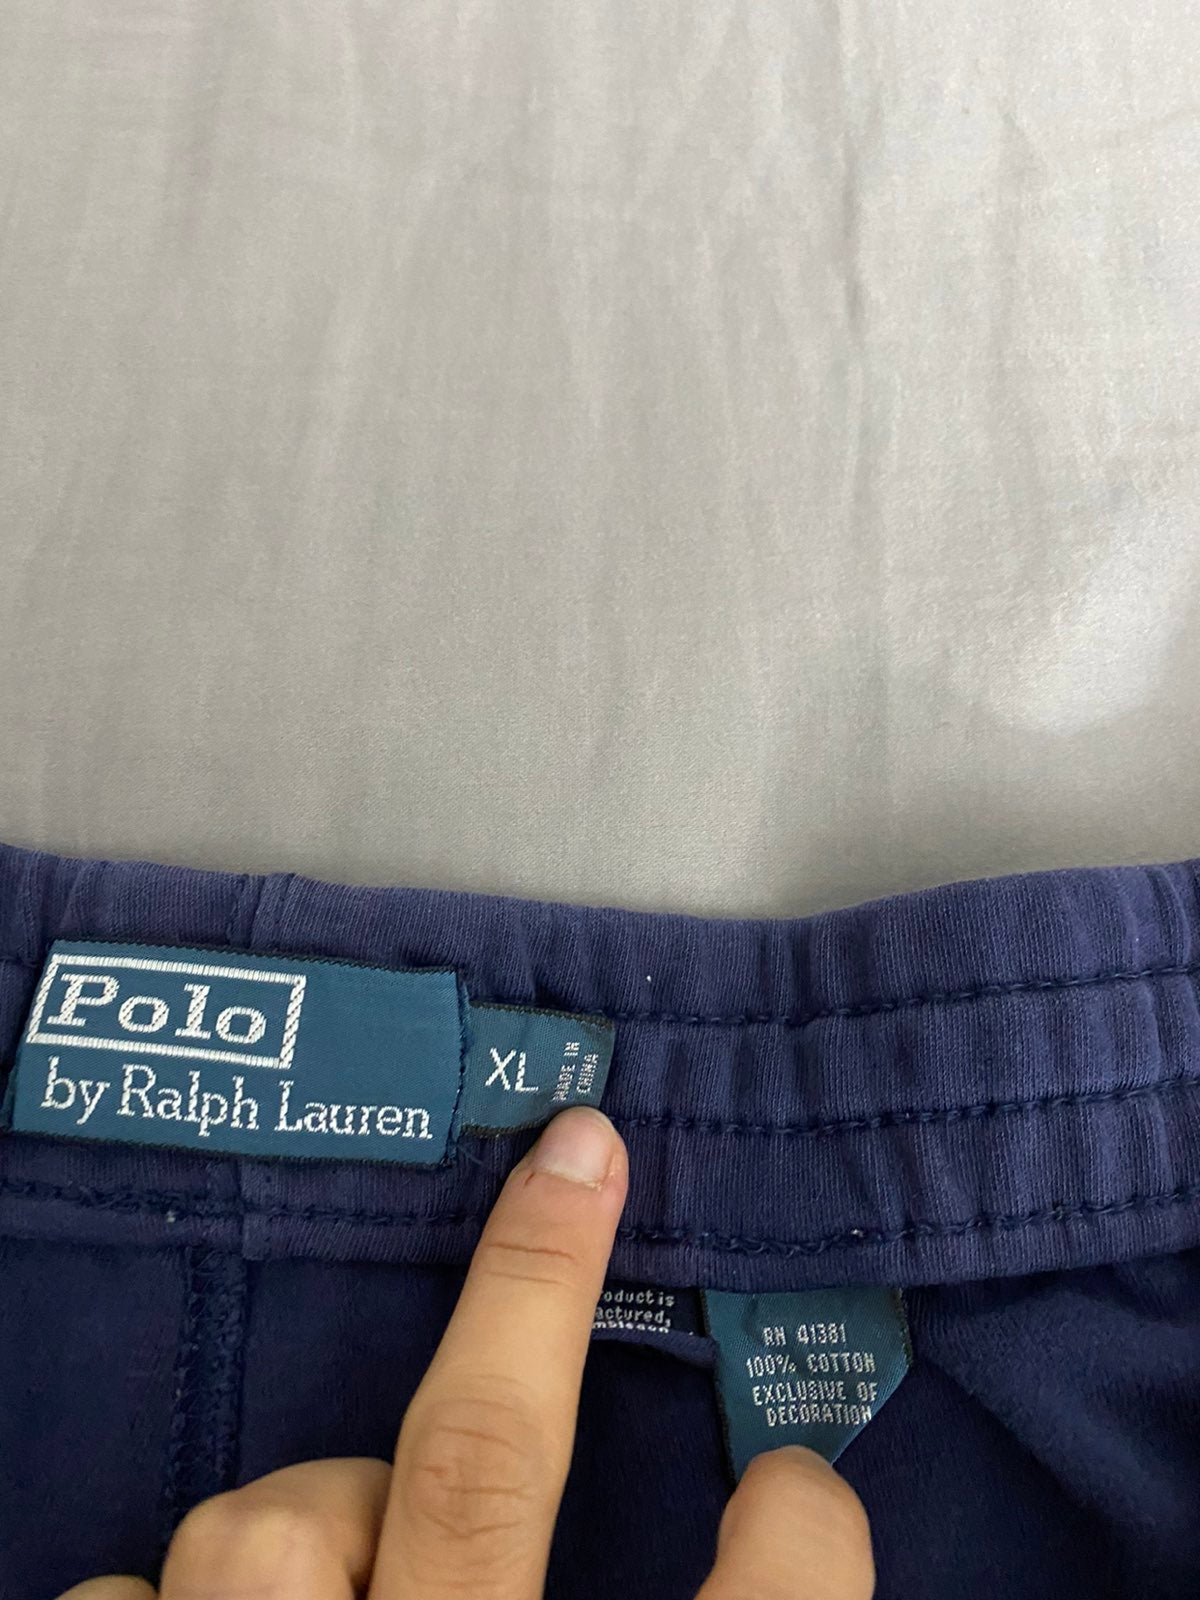 Polo
by Ralph Lauren
XL
MADE IN
CHINA
RN 41381
100% COTTON
EXCLUSIVE OF
DECORATION